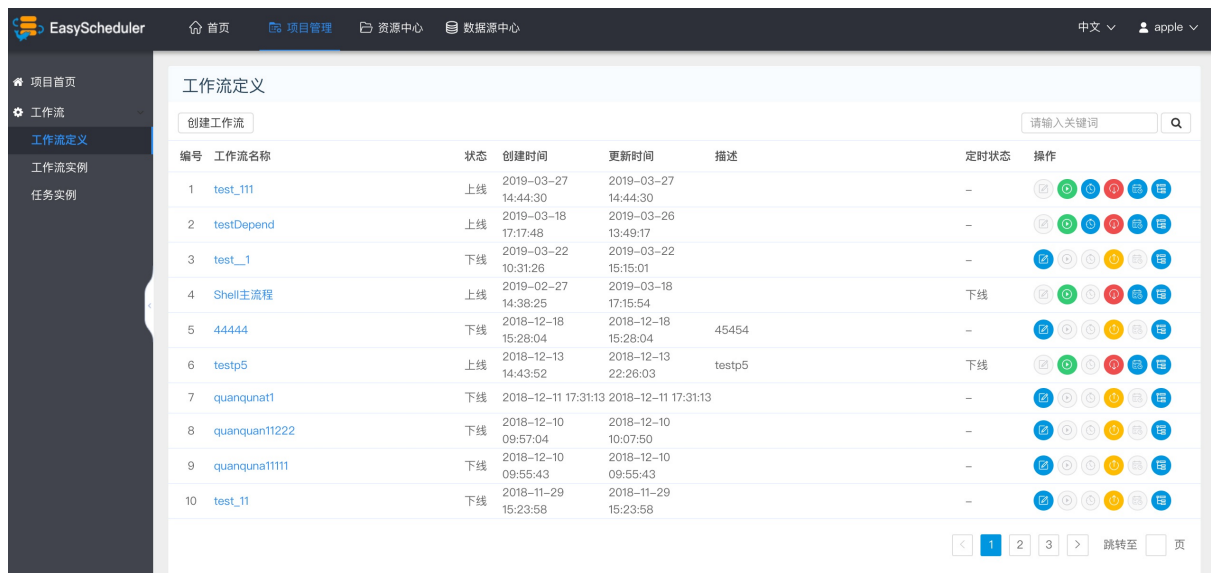 EasyScheduler 首页 项目管理 资源中心 数据源中心 中文 apple
项目首页
工作流
工作流定义
工作流实例
任务实例
工作流定义
创建工作流 请输入关键词
编号 工作流名称 状态 创建时间 更新时间 描述 定时状态 操作
1 test_111 上线 2019-03-27 14:44:30 2019-03-27 14:44:30 –
2 testDepend 上线 2019-03-18 17:17:48 2019-03-26 13:49:17 –
3 test__1 下线 2019-03-22 10:31:26 2019-03-22 15:15:01 –
4 Shell主流程 上线 2019-02-27 14:38:25 2019-03-18 17:15:54 下线
5 44444 下线 2018-12-18 15:28:04 2018-12-18 15:28:04 45454 –
6 testp5 上线 2018-12-13 14:43:52 2018-12-13 22:26:03 testp5 下线
7 quanqunat1 下线 2018-12-11 17:31:13 2018-12-11 17:31:13 –
8 quanquan11222 下线 2018-12-10 09:57:04 2018-12-10 10:07:50 –
9 quanquna11111 下线 2018-12-10 09:55:43 2018-12-10 09:55:43 –
10 test_11 下线 2018-11-29 15:23:58 2018-11-29 15:23:58 –
< 1 2 3 > 跳转至 页